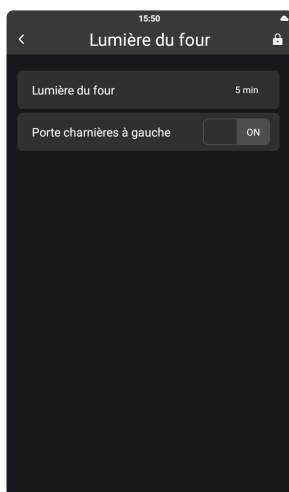 15:50
Lumière du four
Lumière du four 5 min
Porte charnières à gauche ON